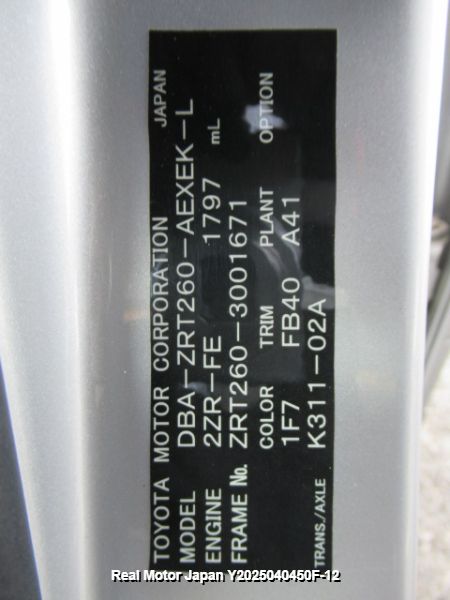 TOYOTA MOTOR CORPORATION JAPAN
MODEL DBA-ZRT260-AEXEK-L
ENGINE 2ZR-FE 1797 mL
FRAME No. ZRT260-3001671
COLOR TRIM PLANT OPTION
1F7 FB40 A41
TRANS./AXLE K311-02A
Real Motor Japan Y2025040450F-12